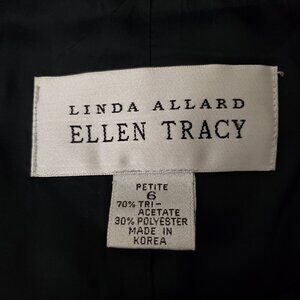 LINDA ALLARD
ELLEN TRACY
PETITE
6
70% TRI-
ACETATE
30% POLYESTER
MADE IN
KOREA